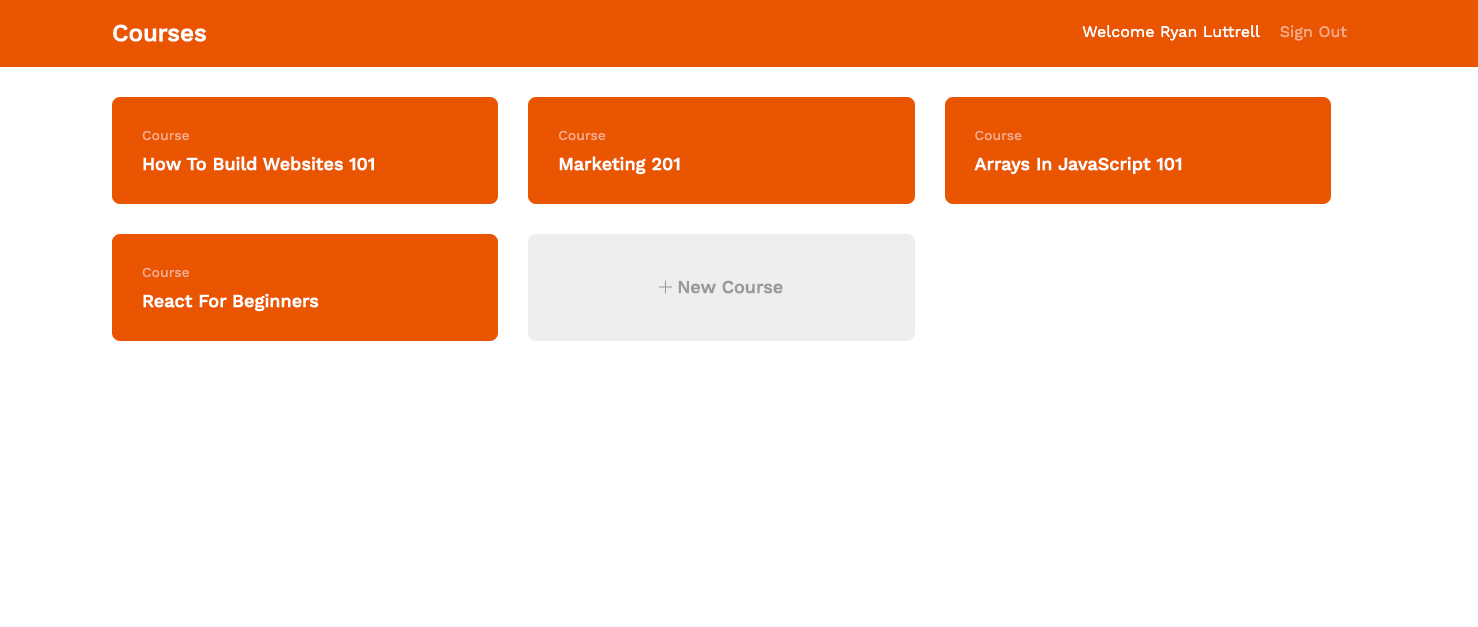 Courses
Welcome Ryan Luttrell Sign Out
Course
How To Build Websites 101
Course
Marketing 201
Course
Arrays In JavaScript 101
Course
React For Beginners
+ New Course